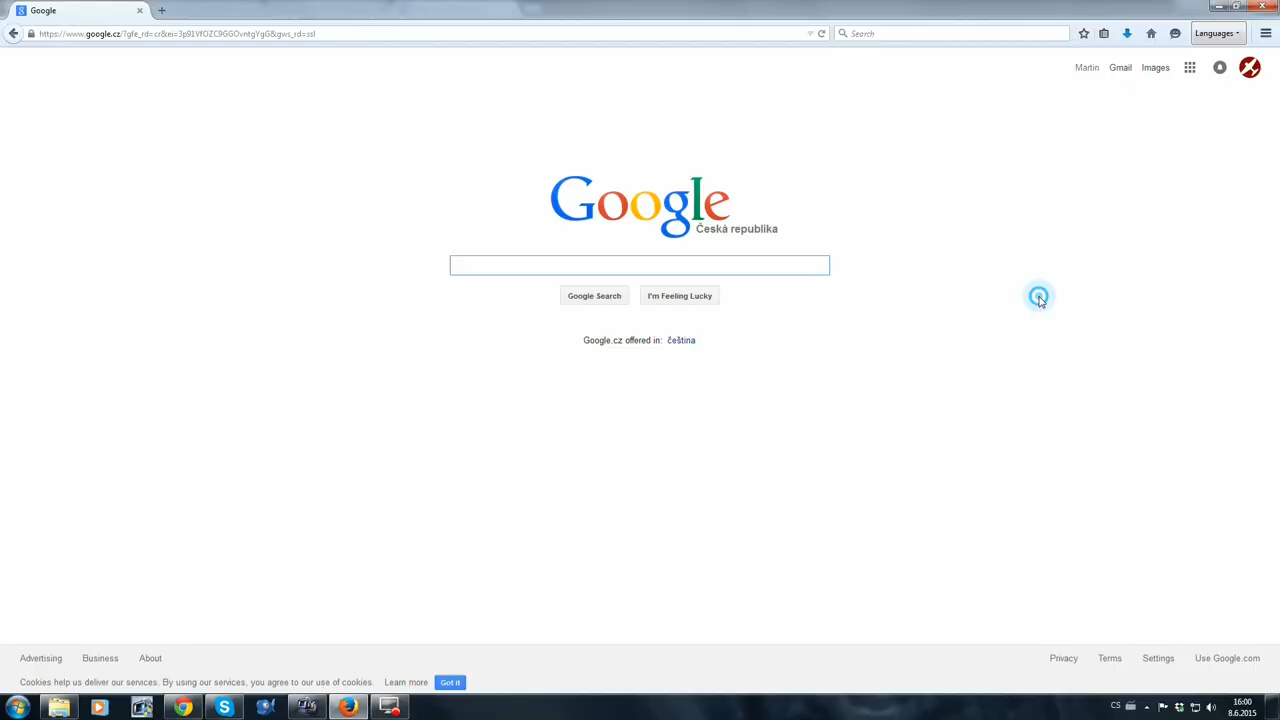 Google
https://www.google.cz/?gfe_rd=cr&ei=3p91VfOZC9GGOvntgYgG&gws_rd=ssl
Search
Languages
Martin
Gmail
Images
Google
Česká republika
Google Search
I'm Feeling Lucky
Google.cz offered in: čeština
Advertising
Business
About
Privacy
Terms
Settings
Use Google.com
Cookies help us deliver our services. By using our services, you agree to our use of cookies.
Learn more
Got it
CS
16:00
8.6.2015